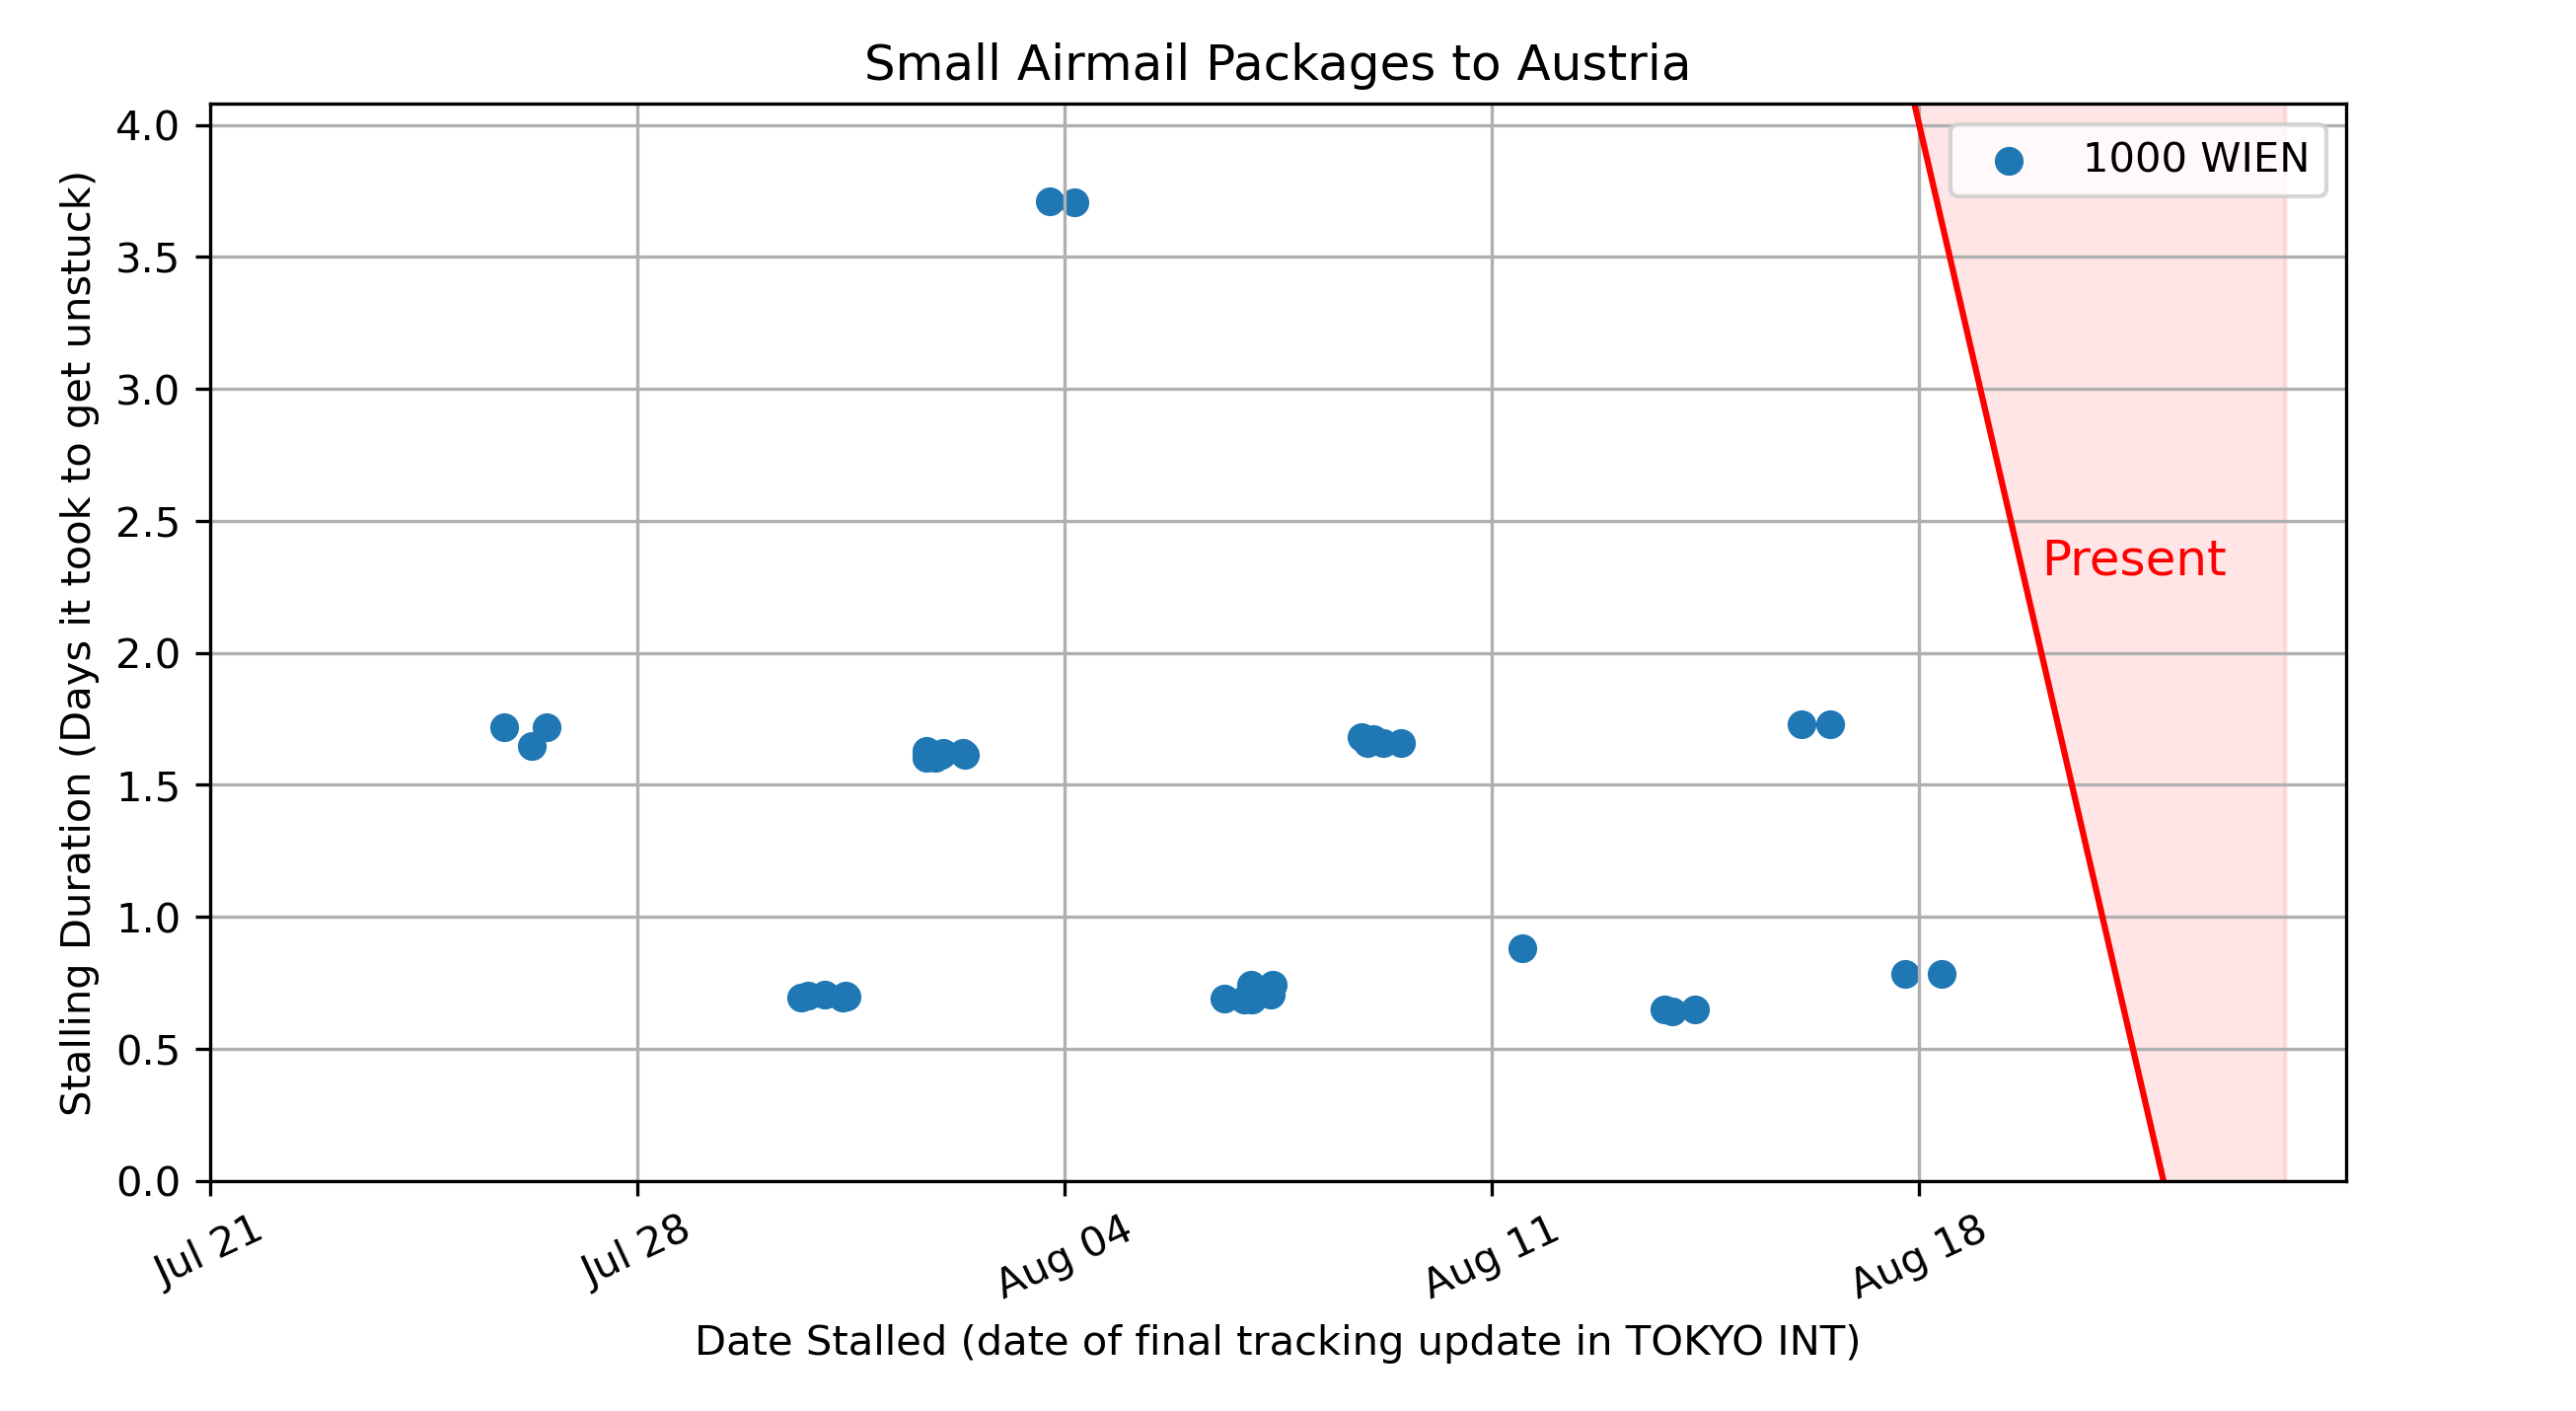 Small Airmail Packages to Austria
Stalling Duration (Days it took to get unstuck)
4.0
3.5
3.0
2.5
2.0
1.5
1.0
0.5
0.0
1000 WIEN
Present
Jul 21
Jul 28
Aug 04
Aug 11
Aug 18
Date Stalled (date of final tracking update in TOKYO INT)